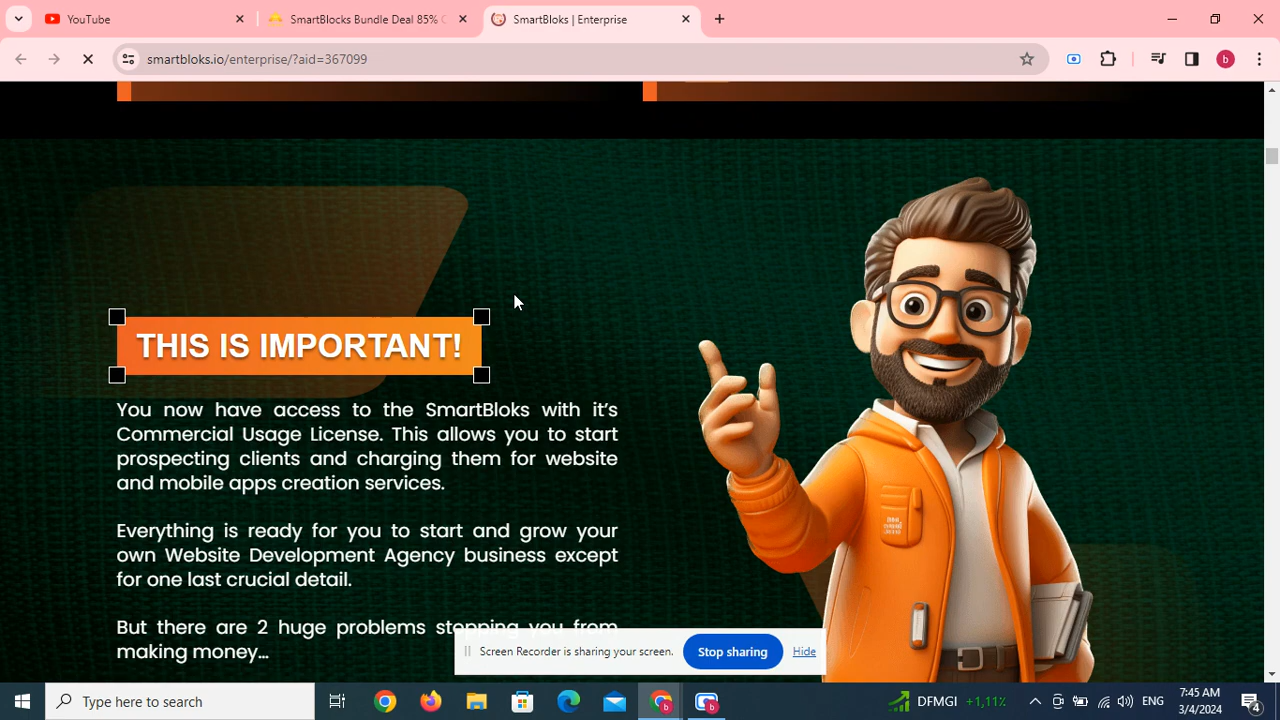 YouTube
SmartBlocks Bundle Deal 85% O
SmartBloks | Enterprise
smartbloks.io/enterprise/?aid=367099
b
THIS IS IMPORTANT!
You now have access to the SmartBloks with it's
Commercial Usage License. This allows you to start
prospecting clients and charging them for website
and mobile apps creation services.
Everything is ready for you to start and grow your
own Website Development Agency business except
for one last crucial detail.
But there are 2 huge problems stopping you from
making money...
Screen Recorder is sharing your screen.
Stop sharing
Hide
Type here to search
DFMGI
+1,11%
ENG
7:45 AM
3/4/2024
4